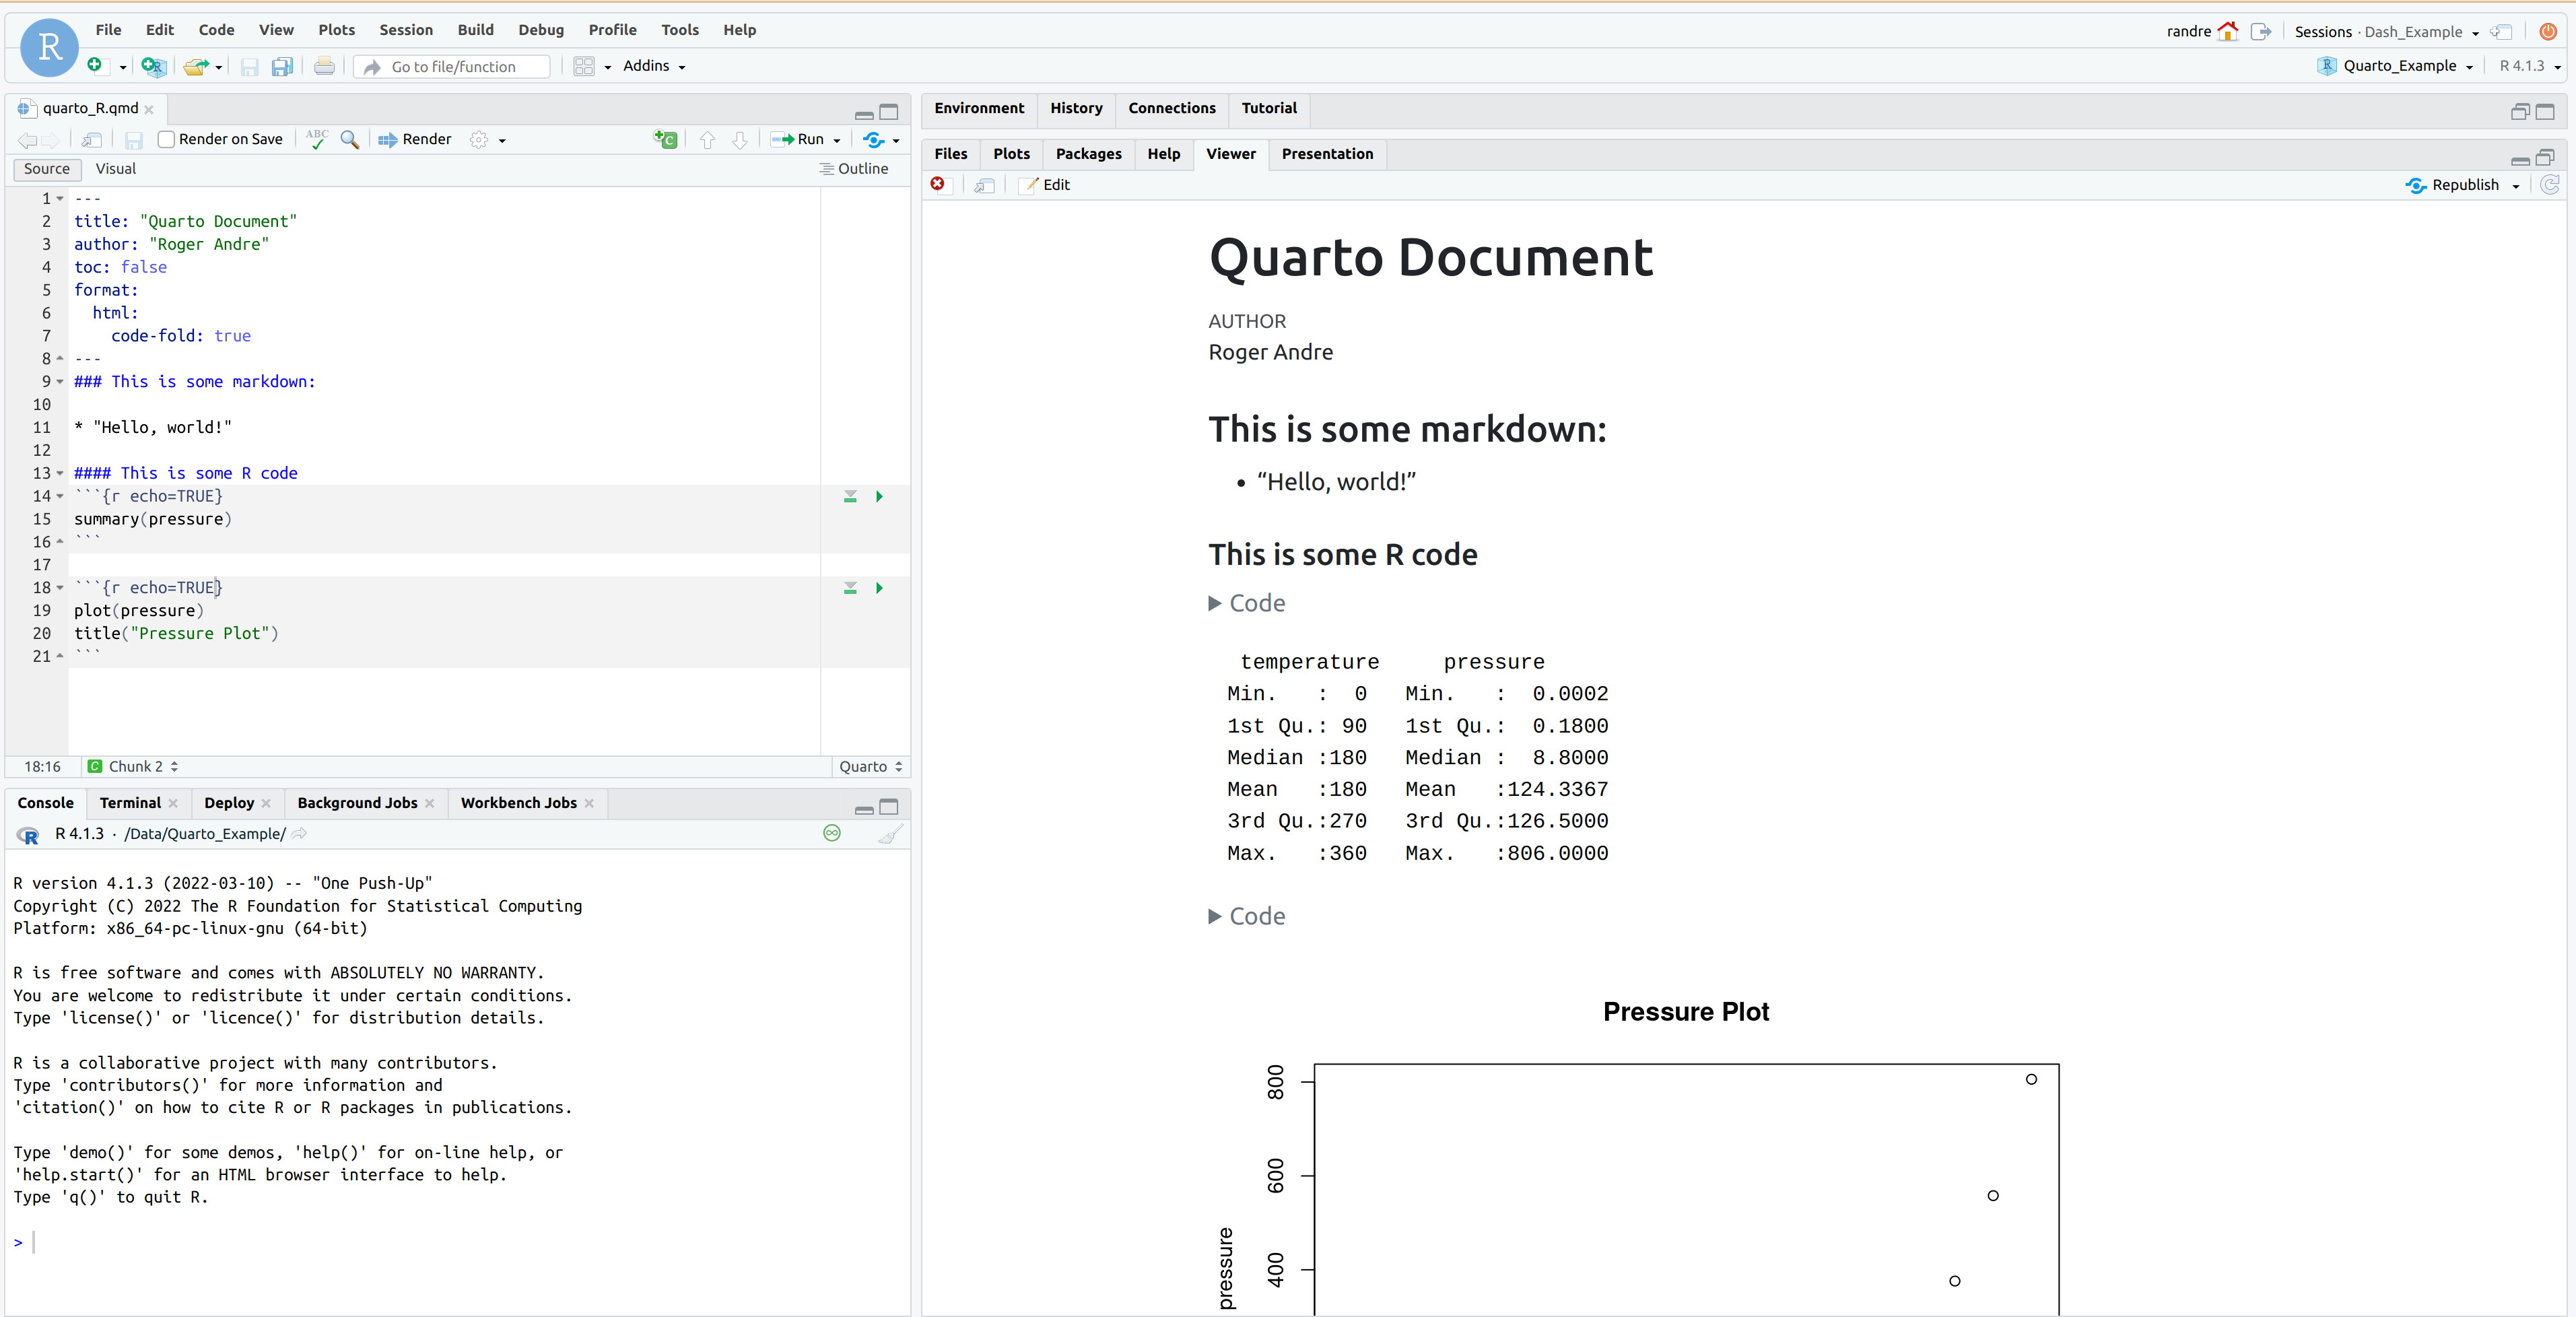 R
File Edit Code View Plots Session Build Debug Profile Tools Help
randre Sessions · Dash_Example
Go to file/function Addins
Quarto_Example R 4.1.3
quarto_R.qmd
Render on Save ABC Render Run
Source Visual Outline
1 ---
2 title: "Quarto Document"
3 author: "Roger Andre"
4 toc: false
5 format:
6   html:
7     code-fold: true
8 ---
9 ### This is some markdown:
10
11 * "Hello, world!"
12
13 #### This is some R code
14 ```{r echo=TRUE}
15 summary(pressure)
16 ```
17
18 ```{r echo=TRUE}
19 plot(pressure)
20 title("Pressure Plot")
21 ```
18:16 C Chunk 2 Quarto
Console Terminal Deploy Background Jobs Workbench Jobs
R R 4.1.3 · /Data/Quarto_Example/
R version 4.1.3 (2022-03-10) -- "One Push-Up"
Copyright (C) 2022 The R Foundation for Statistical Computing
Platform: x86_64-pc-linux-gnu (64-bit)
R is free software and comes with ABSOLUTELY NO WARRANTY.
You are welcome to redistribute it under certain conditions.
Type 'license()' or 'licence()' for distribution details.
R is a collaborative project with many contributors.
Type 'contributors()' for more information and
'citation()' on how to cite R or R packages in publications.
Type 'demo()' for some demos, 'help()' for on-line help, or
'help.start()' for an HTML browser interface to help.
Type 'q()' to quit R.
>
Environment History Connections Tutorial
Files Plots Packages Help Viewer Presentation
Edit Republish
Quarto Document
AUTHOR
Roger Andre
This is some markdown:
• “Hello, world!”
This is some R code
Code
temperature pressure
Min.   :  0   Min.   :  0.0002
1st Qu.: 90   1st Qu.:  0.1800
Median :180   Median :  8.8000
Mean   :180   Mean   :124.3367
3rd Qu.:270   3rd Qu.:126.5000
Max.   :360   Max.   :806.0000
Code
Pressure Plot
800
600
400
pressure